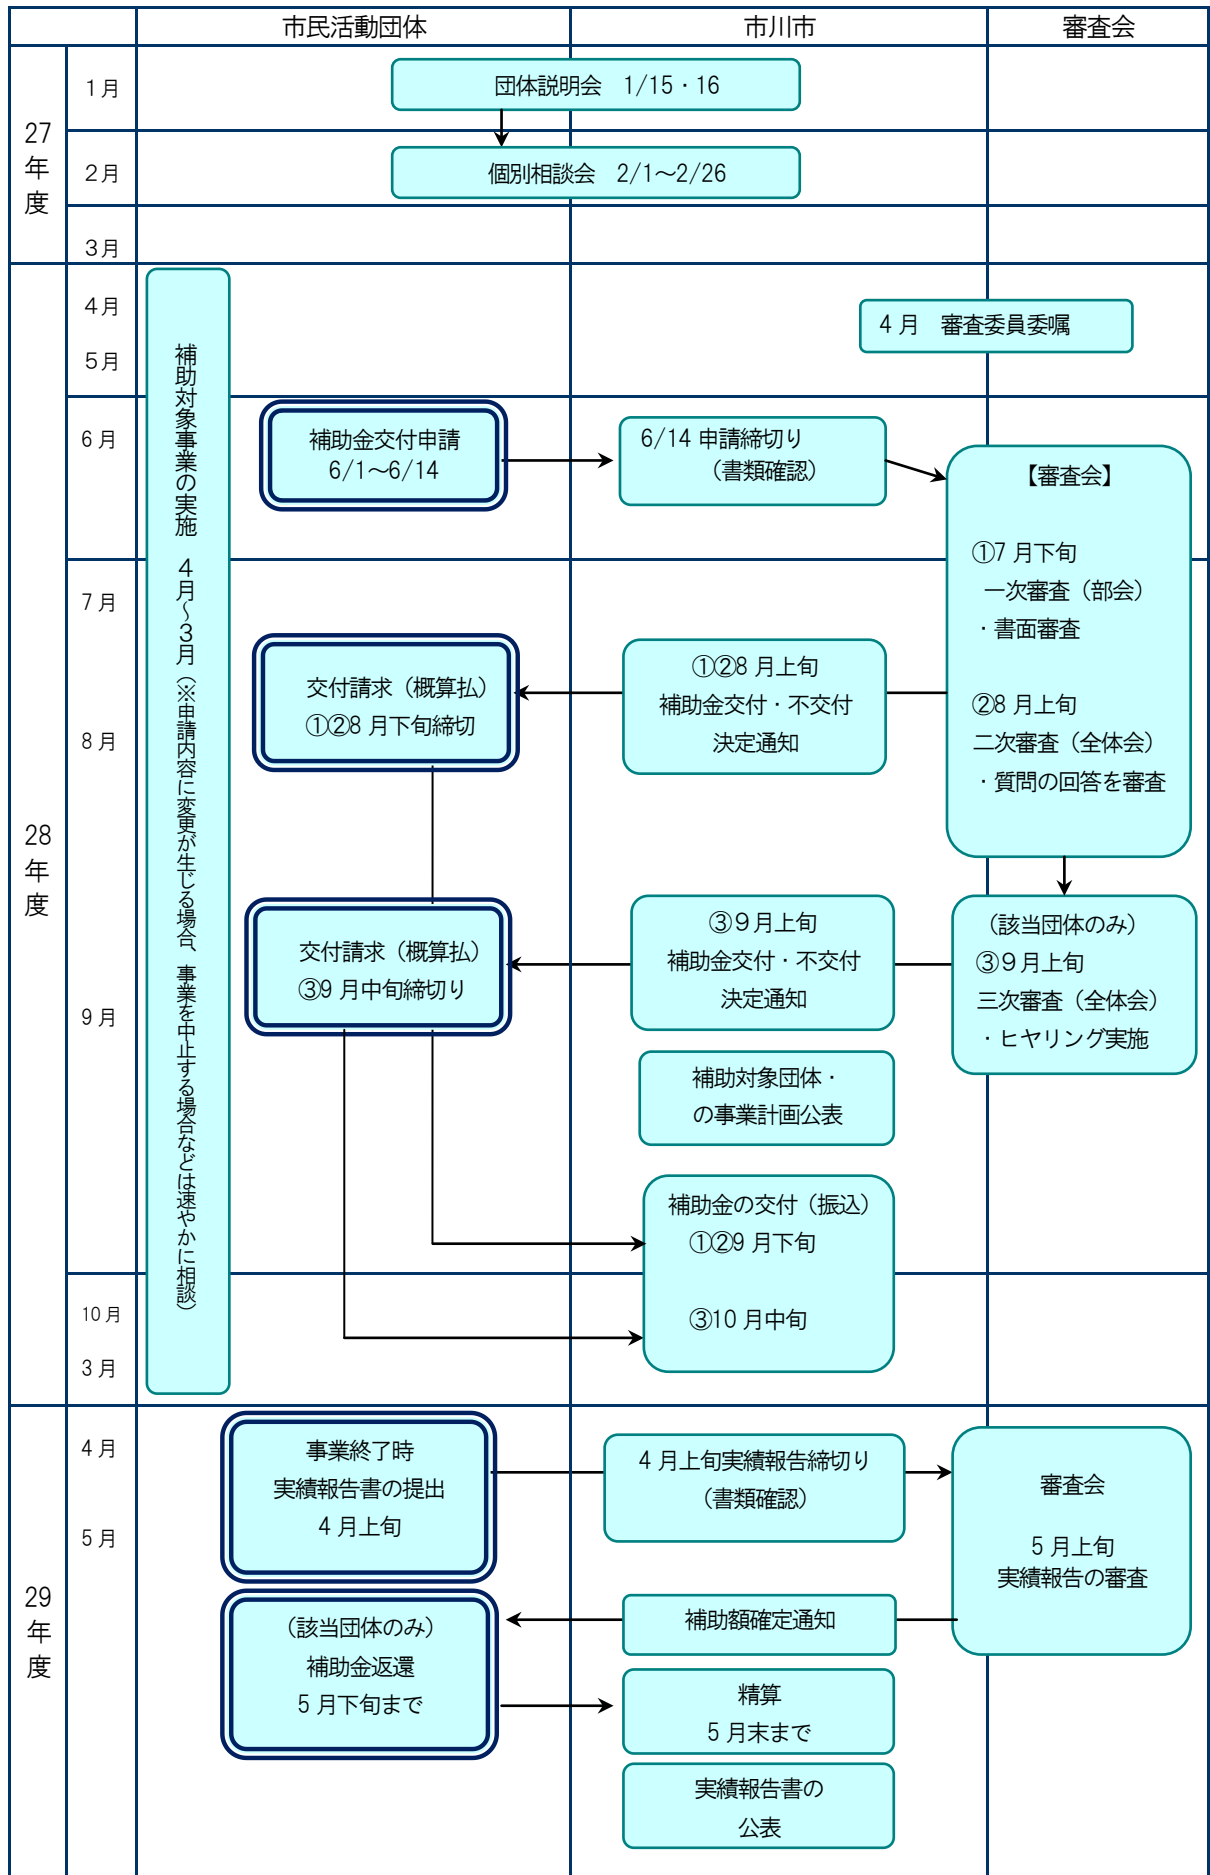 市民活動団体
市川市
審査会
27
年
度
1月
団体説明会　1/15・16
2月
個別相談会　2/1～2/26
3月
28
年
度
4月
5月
補助対象事業の実施　4月～3月（※申請内容に変更が生じる場合、事業を中止する場合などは速やかに相談）
4月　審査委員委嘱
6月
補助金交付申請
6/1～6/14
6/14 申請締切り
（書類確認）
【審査会】
①7月下旬
一次審査（部会）
・書面審査
②8月上旬
二次審査（全体会）
・質問の回答を審査
7月
8月
交付請求（概算払）
①②8月下旬締切
①②8月上旬
補助金交付・不交付
決定通知
9月
交付請求（概算払）
③9月中旬締切り
③9月上旬
補助金交付・不交付
決定通知
（該当団体のみ）
③9月上旬
三次審査（全体会）
・ヒヤリング実施
補助対象団体・
の事業計画公表
補助金の交付（振込）
①②9月下旬
③10月中旬
10月
3月
29
年
度
4月
5月
事業終了時
実績報告書の提出
4月上旬
4月上旬実績報告締切り
（書類確認）
審査会
5月上旬
実績報告の審査
（該当団体のみ）
補助金返還
5月下旬まで
補助額確定通知
精算
5月末まで
実績報告書の
公表